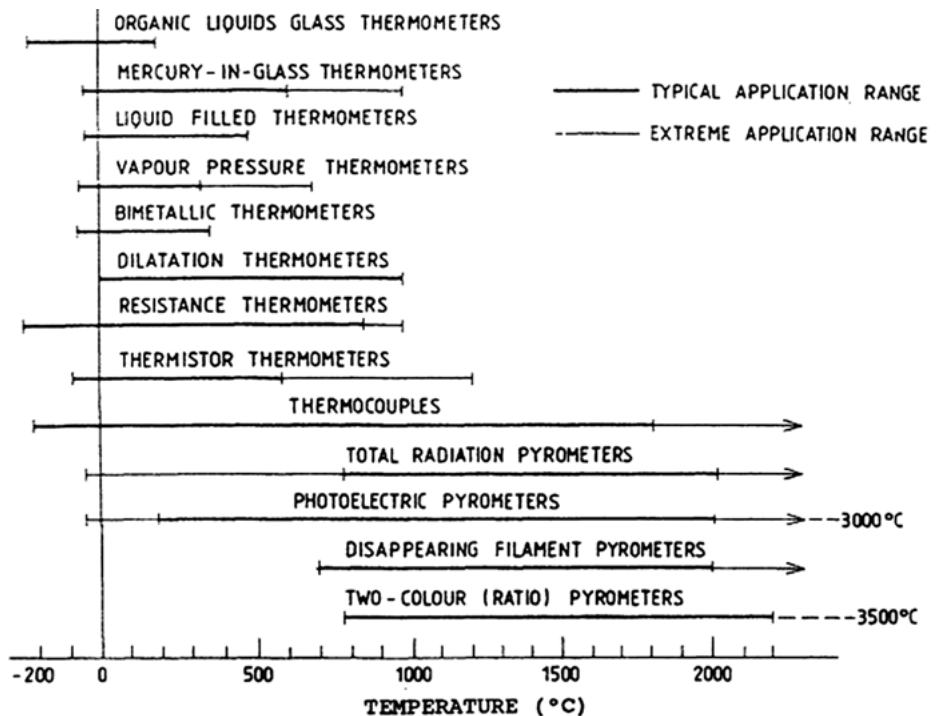 ORGANIC LIQUIDS GLASS THERMOMETERS
MERCURY-IN-GLASS THERMOMETERS
TYPICAL APPLICATION RANGE
LIQUID FILLED THERMOMETERS
EXTREME APPLICATION RANGE
VAPOUR PRESSURE THERMOMETERS
BIMETALLIC THERMOMETERS
DILATATION THERMOMETERS
RESISTANCE THERMOMETERS
THERMISTOR THERMOMETERS
THERMOCOUPLES
TOTAL RADIATION PYROMETERS
PHOTOELECTRIC PYROMETERS
3000°C
DISAPPEARING FILAMENT PYROMETERS
TWO-COLOUR (RATIO) PYROMETERS
3500°C
-200 0 500 1000 1500 2000
TEMPERATURE (°C)